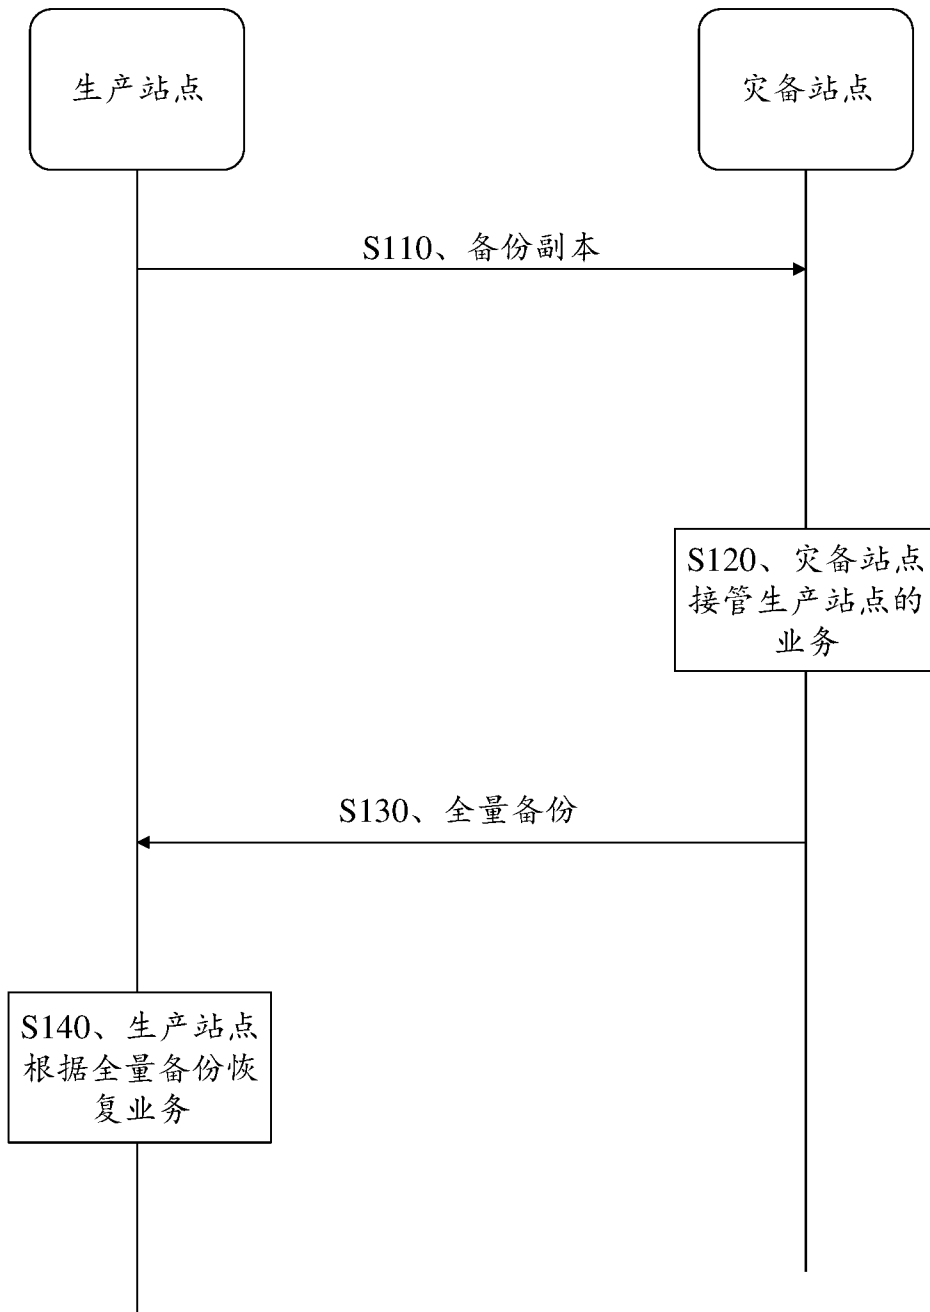 生产站点
灾备站点
S110、备份副本
S120、灾备站点
接管生产站点的
业务
S130、全量备份
S140、生产站点
根据全量备份恢
复业务